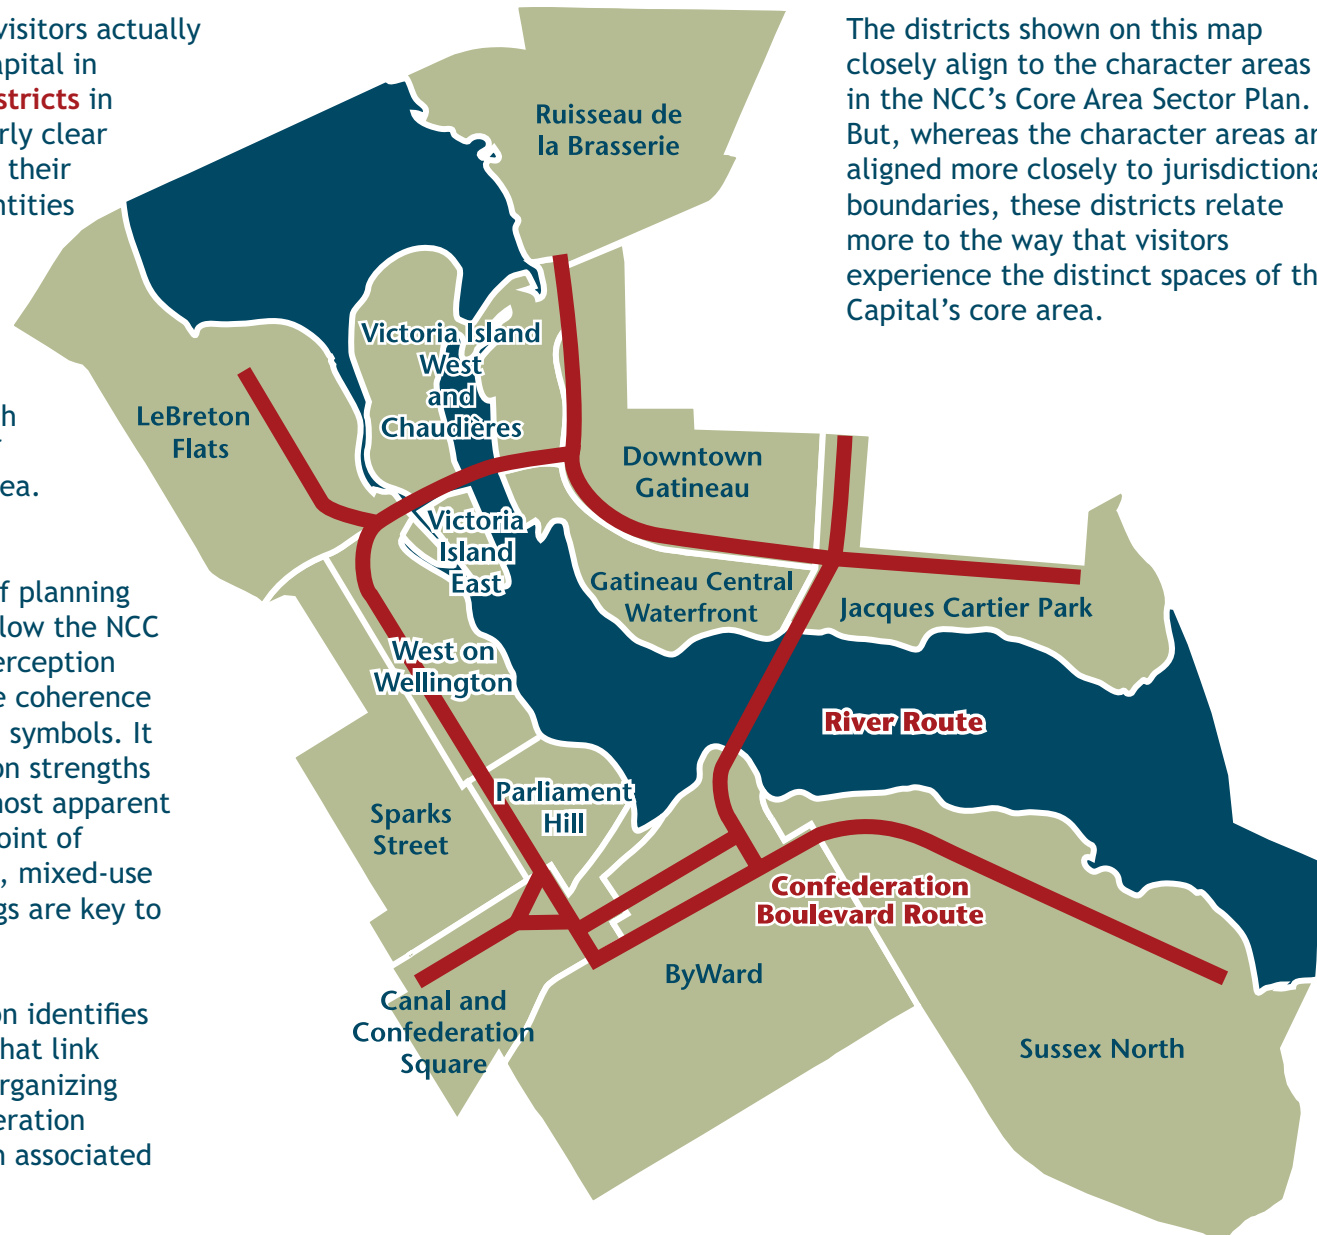 visitors actually
apital in
stricts in
rly clear
their
ntities
h
ea.
f planning
low the NCC
erception
e coherence
symbols. It
on strengths
most apparent
oint of
, mixed-use
gs are key to
on identifies
hat link
rganizing
eration
n associated
The districts shown on this map
closely align to the character areas
in the NCC's Core Area Sector Plan.
But, whereas the character areas ar
aligned more closely to jurisdictiona
boundaries, these districts relate
more to the way that visitors
experience the distinct spaces of th
Capital's core area.
Ruisseau de
la Brasserie
Victoria Island
West
and
Chaudières
LeBreton
Flats
Downtown
Gatineau
Victoria
Island
East
Gatineau Central
Waterfront
Jacques Cartier Park
West on
Wellington
River Route
Parliament
Hill
Sparks
Street
Confederation
Boulevard Route
ByWard
Canal and
Confederation
Square
Sussex North